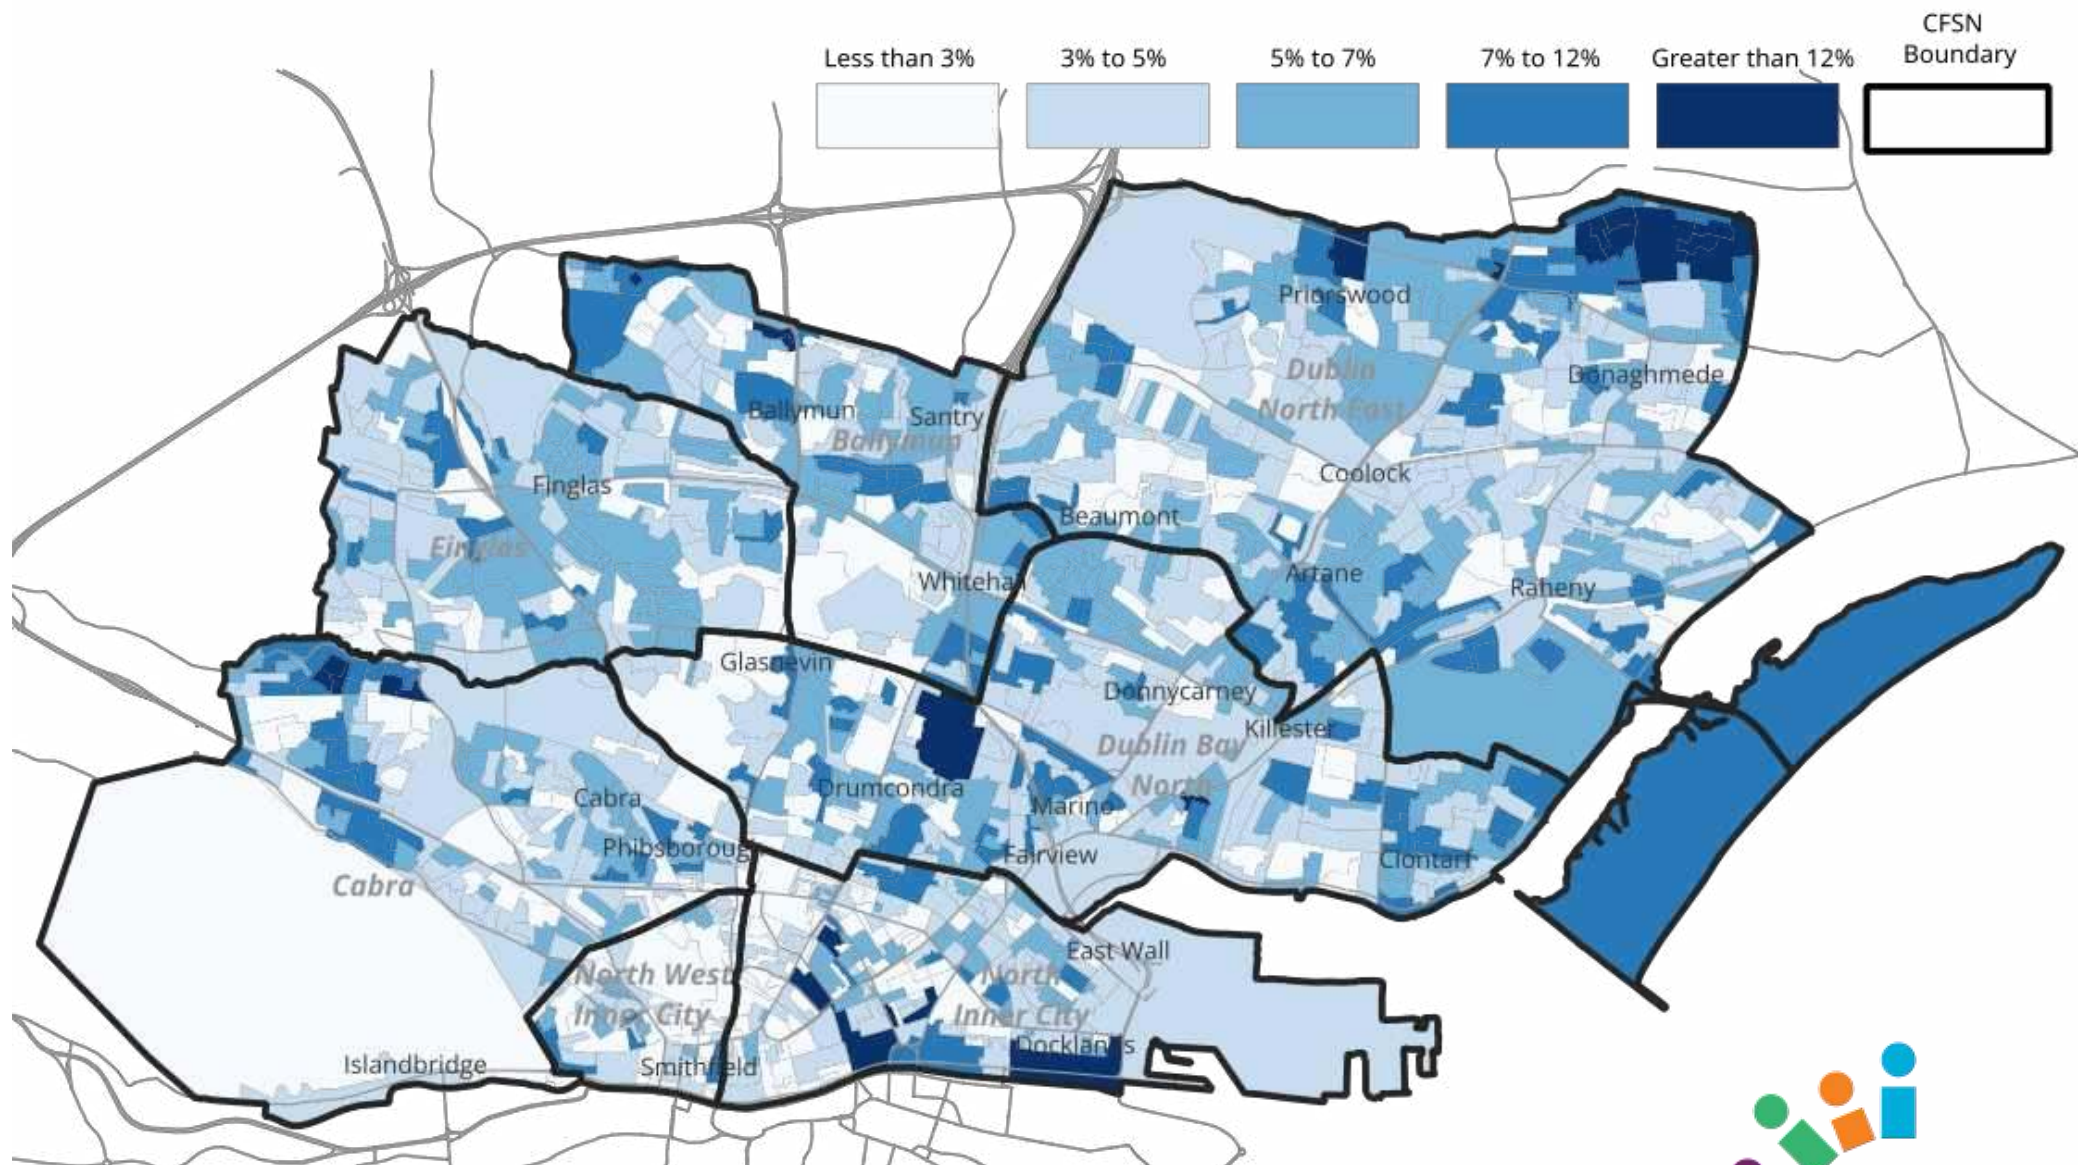 CFSN
Less than 3%
3% to 5%
5% to 7%
7% to 12%
Greater than 12%
Boundary
Priorswood
Dublin
North East
Donaghmede
Ballymun
Santry
Ballymun
Coolock
Finglas
Beaumont
Finglas
Whitehall
Artane
Raheny
Glasnevin
Donnycarney
Killester
Dublin Bay
North
Drumcondra
Cabra
Marino
Phibsborough
Fairview
Clontarf
Cabra
East Wall
North West
Inner City
North
Inner City
Docklands
Islandbridge
Smithfield